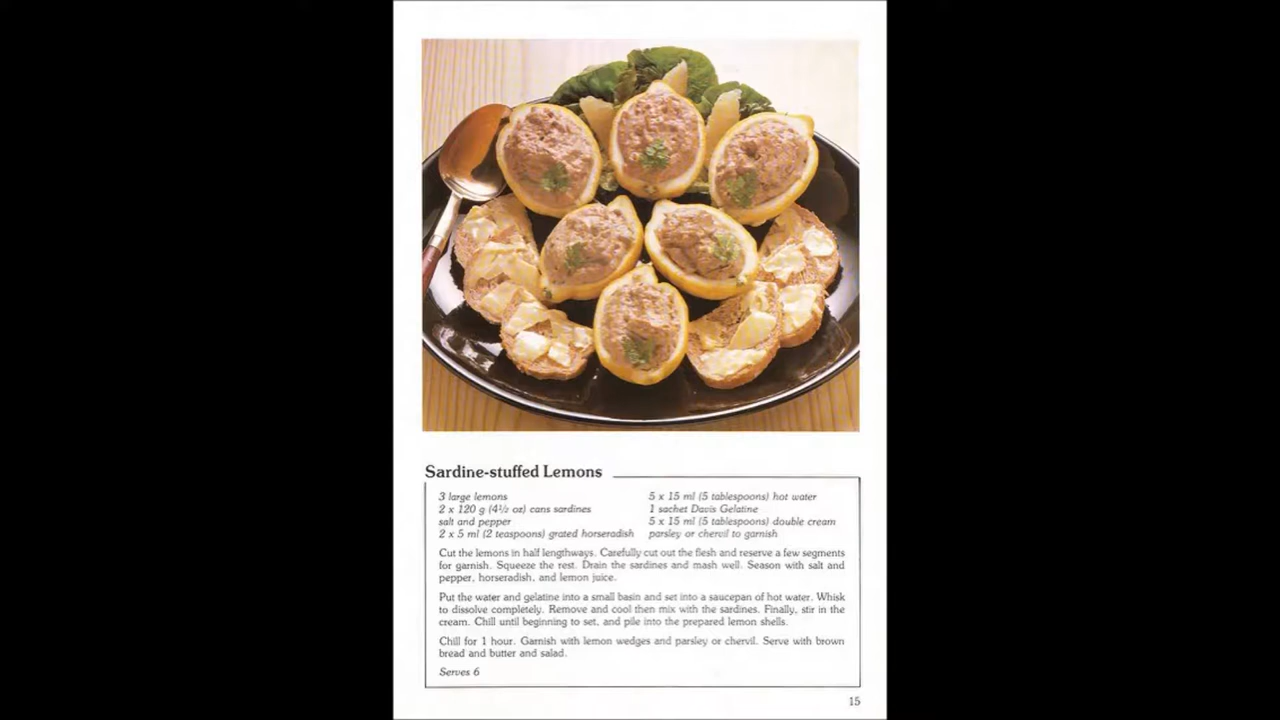 Sardine-stuffed Lemons
3 large lemons
2 x 120 g (4½ oz) cans sardines
salt and pepper
2 x 5 ml (2 teaspoons) grated horseradish
5 x 15 ml (5 tablespoons) hot water
1 sachet Davis Gelatine
5 x 15 ml (5 tablespoons) double cream
parsley or chervil to garnish
Cut the lemons in half lengthways. Carefully cut out the flesh and reserve a few segments
for garnish. Squeeze the rest. Drain the sardines and mash well. Season with salt and
pepper, horseradish, and lemon juice.
Put the water and gelatine into a small basin and set into a saucepan of hot water. Whisk
to dissolve completely. Remove and cool then mix with the sardines. Finally, stir in the
cream. Chill until beginning to set, and pile into the prepared lemon shells.
Chill for 1 hour. Garnish with lemon wedges and parsley or chervil. Serve with brown
bread and butter and salad.
Serves 6
15